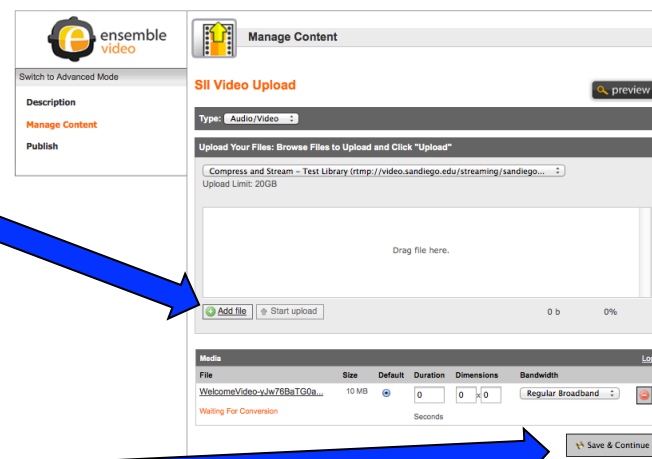 ensemble
video
Manage Content
Switch to Advanced Mode
Description
Manage Content
Publish
SII Video Upload
preview
Type: Audio/Video
Upload Your Files: Browse Files to Upload and Click "Upload"
Compress and Stream – Test Library (rtmp://video.sandiego.edu/streaming/sandiego...
Upload Limit: 20GB
Drag file here.
Add file Start upload 0 b 0%
Media
File Size Default Duration Dimensions Bandwidth
WelcomeVideo-yJw76BaTG0a... 10 MB 0 0 x 0 Regular Broadband
Waiting For Conversion
Seconds
Save & Continue